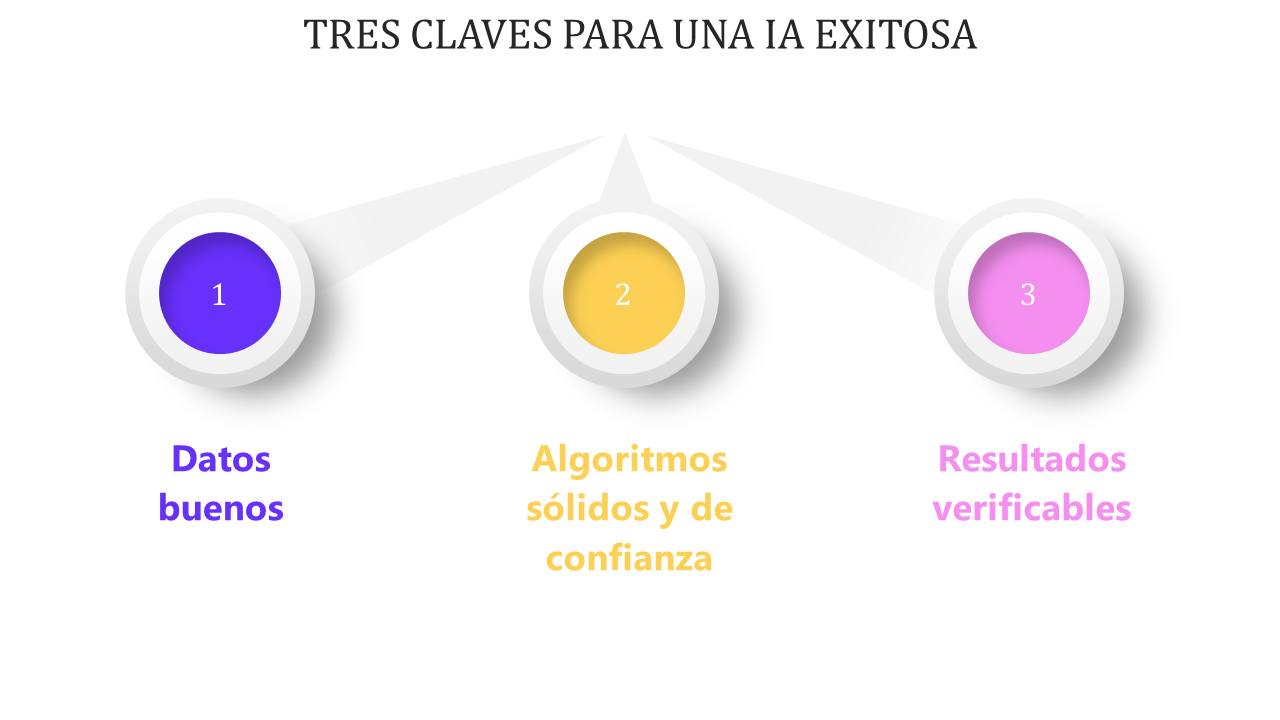 TRES CLAVES PARA UNA IA EXITOSA
1
2
3
Datos
buenos
Algoritmos
sólidos y de
confianza
Resultados
verificables